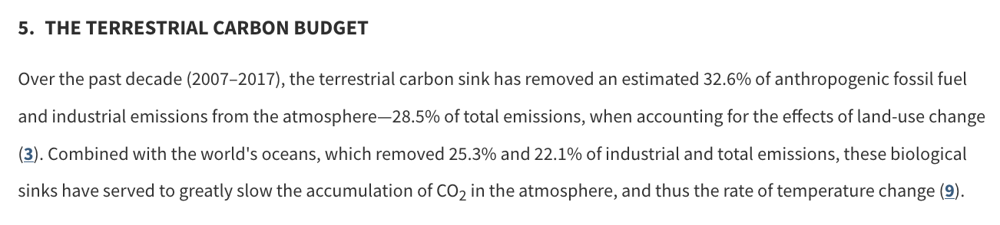 5. THE TERRESTRIAL CARBON BUDGET
Over the past decade (2007–2017), the terrestrial carbon sink has removed an estimated 32.6% of anthropogenic fossil fuel
and industrial emissions from the atmosphere—28.5% of total emissions, when accounting for the effects of land-use change
(3). Combined with the world's oceans, which removed 25.3% and 22.1% of industrial and total emissions, these biological
sinks have served to greatly slow the accumulation of CO₂ in the atmosphere, and thus the rate of temperature change (9).